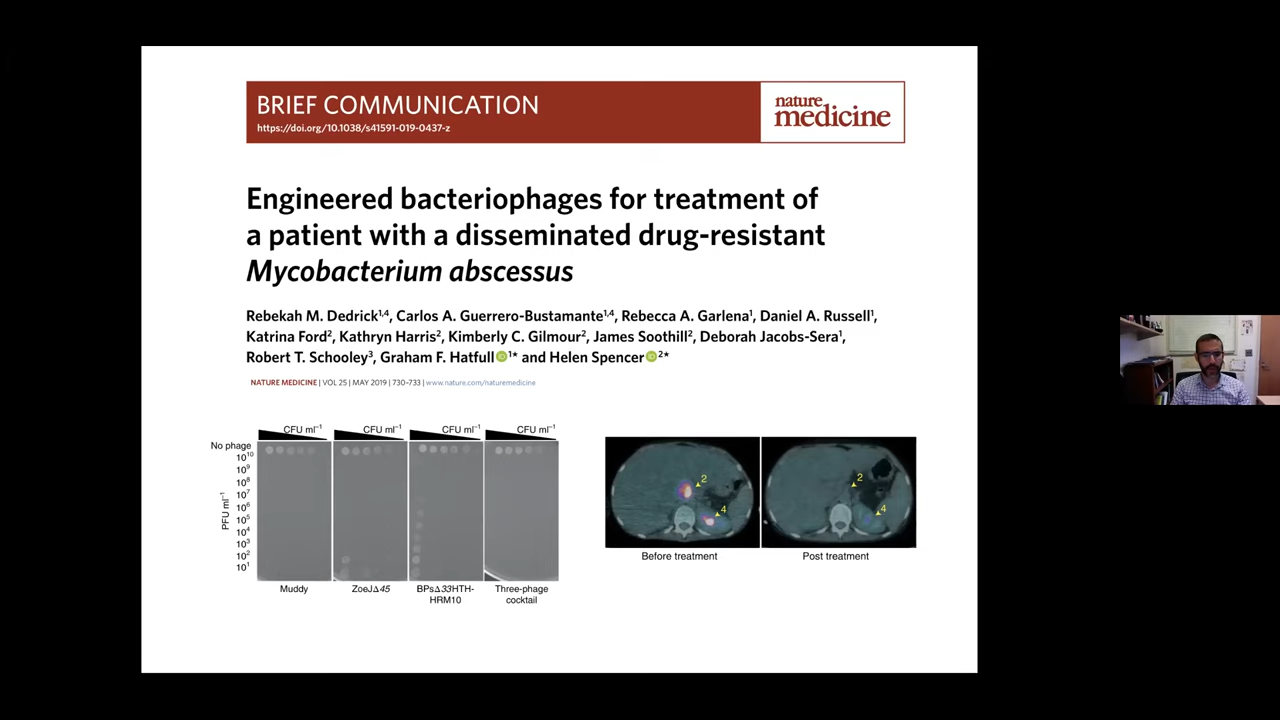 BRIEF COMMUNICATION
https://doi.org/10.1038/s41591-019-0437-z
nature
medicine
Engineered bacteriophages for treatment of
a patient with a disseminated drug-resistant
Mycobacterium abscessus
Rebekah M. Dedrick1,4, Carlos A. Guerrero-Bustamante1,4, Rebecca A. Garlena1, Daniel A. Russell1,
Katrina Ford2, Kathryn Harris2, Kimberly C. Gilmour2, James Soothill2, Deborah Jacobs-Sera1,
Robert T. Schooley3, Graham F. Hatfull iD 1* and Helen Spencer iD 2*
NATURE MEDICINE | VOL 25 | MAY 2019 | 730–733 | www.nature.com/naturemedicine
CFU ml−1 CFU ml−1 CFU ml−1 CFU ml−1
No phage
10^10
10^9
10^8
10^7
10^6
10^5
10^4
10^3
10^2
10^1
PFU ml−1
Muddy
ZoeJΔ45
BPsΔ33HTH-
HRM10
Three-phage
cocktail
2
4
2
4
Before treatment
Post treatment